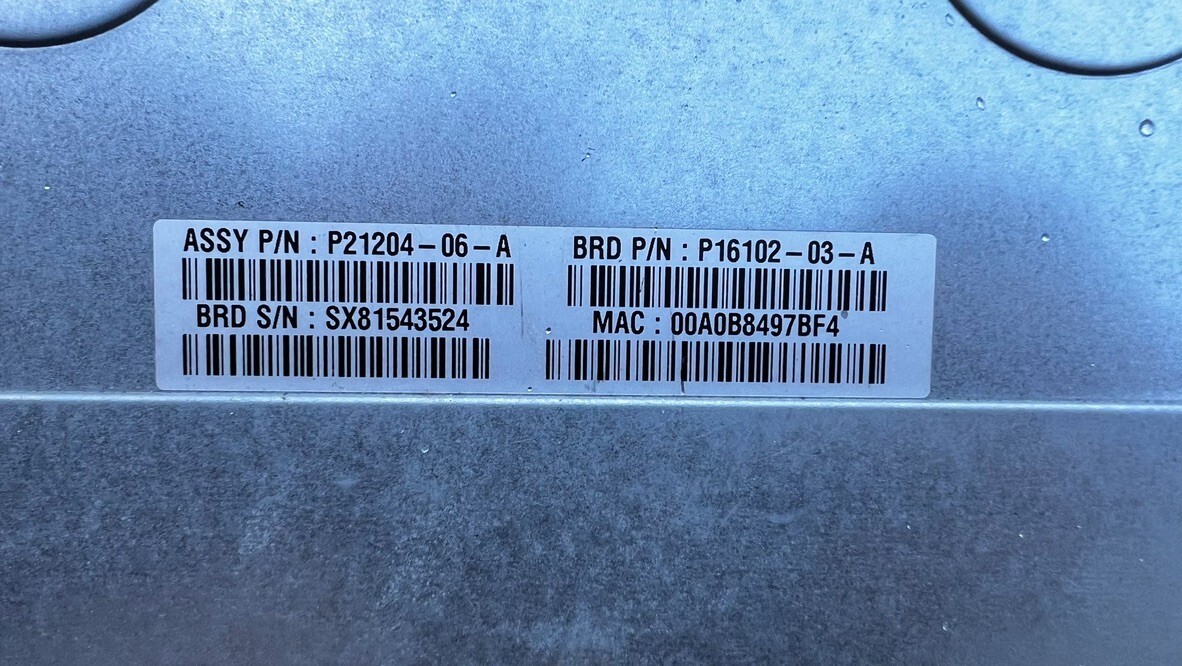 ASSY P/N : P21204-06-A
BRD S/N : SX81543524
BRD P/N : P16102-03-A
MAC : 00A0B8497BF4